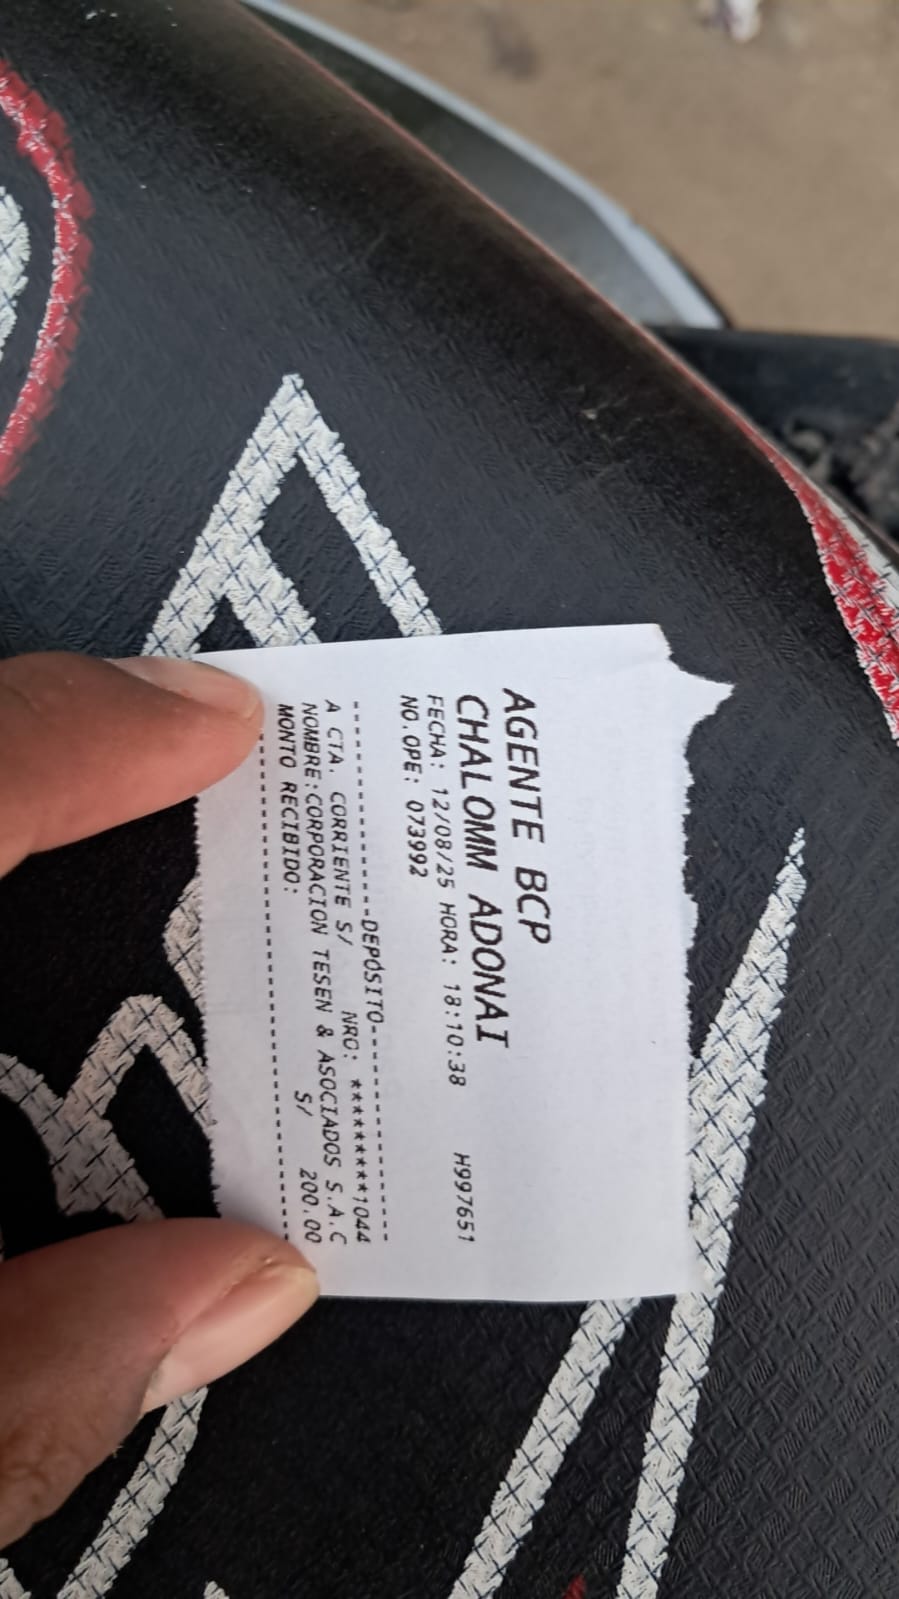 AGENTE BCP
CHALOMM ADONAI
FECHA: 12/08/25 HORA: 18:10:38 H997651
NO.OPE: 073992
----------------DEPÓSITO----------------
A CTA. CORRIENTE S/ NRO: *********1044
NOMBRE:CORPORACION TESEN & ASOCIADOS S.A.C
MONTO RECIBIDO: S/ 200.00
----------------------------------------